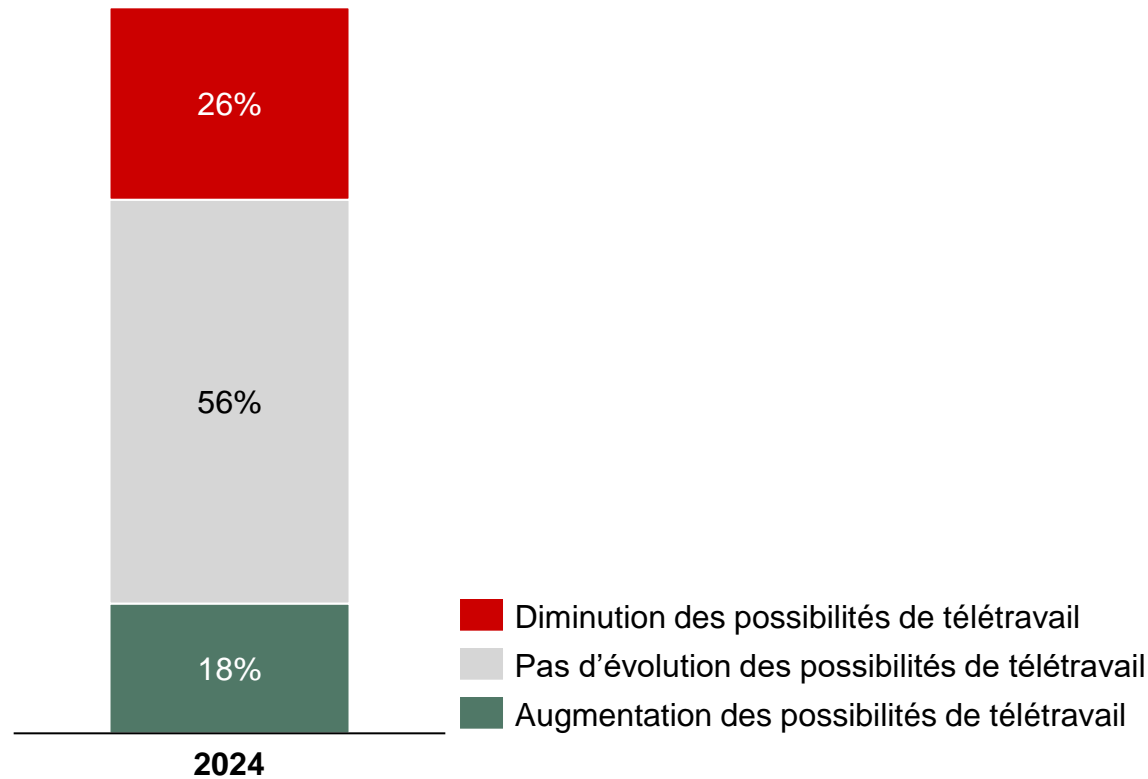 26%
56%
18%
2024
Diminution des possibilités de télétravail
Pas d’évolution des possibilités de télétravail
Augmentation des possibilités de télétravail